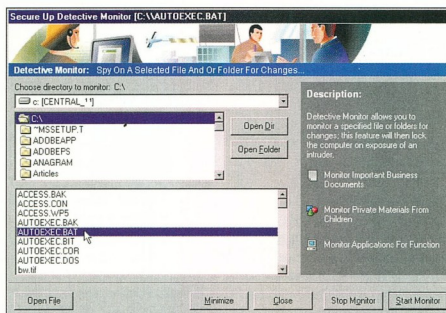 Secure Up Detective Monitor [C:\\AUTOEXEC.BAT]
Detective Monitor: Spy On A Selected File And Or Folder For Changes...
Choose directory to monitor: C:\
c: [CENTRAL_'1]
C:\
~MSSETUP.T
ADOBEAPP
ADOBEPS
ANAGRAM
Articles
Open Dir
Open Folder
ACCESS.BAK
ACCESS.CON
ACCESS.WP5
AUTOEXEC.BAK
AUTOEXEC.BAT
AUTOEXEC.BIT
AUTOEXEC.COR
AUTOEXEC.DOS
bw.tif
Description:
Detective Monitor allows you to
monitor a specified file or folders for
changes; this feature will then lock
the computer on exposure of an
intruder.
Monitor Important Business
Documents
Monitor Private Materials From
Children
Monitor Applications For Function
Open File
Minimize
Close
Stop Monitor
Start Monitor